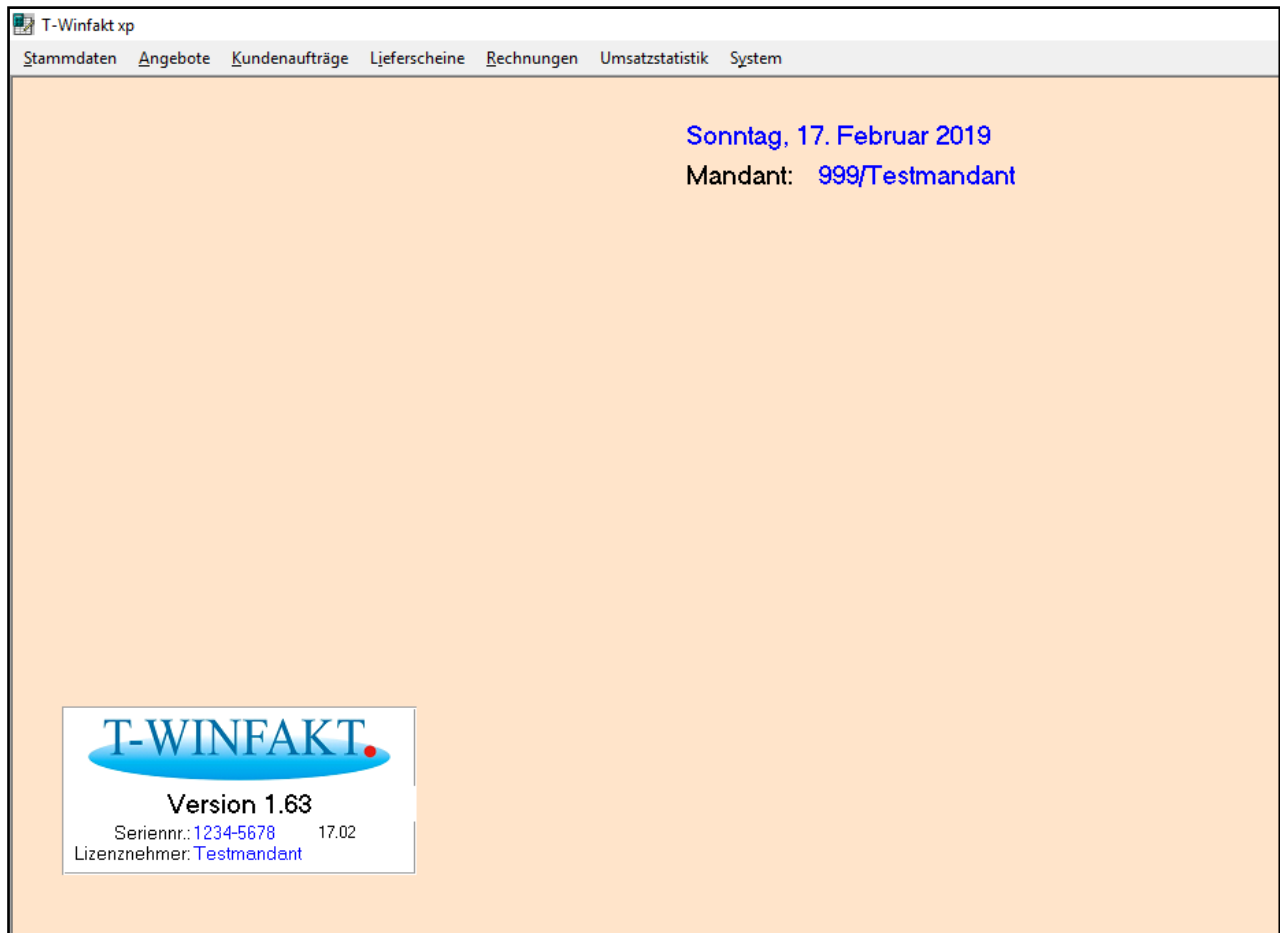 T-Winfakt xp
Stammdaten Angebote Kundenaufträge Lieferscheine Rechnungen Umsatzstatistik System
Sonntag, 17. Februar 2019
Mandant: 999/Testmandant
T-WINFAKT.
Version 1.63
Seriennr.: 1234-5678 17.02
Lizenznehmer: Testmandant